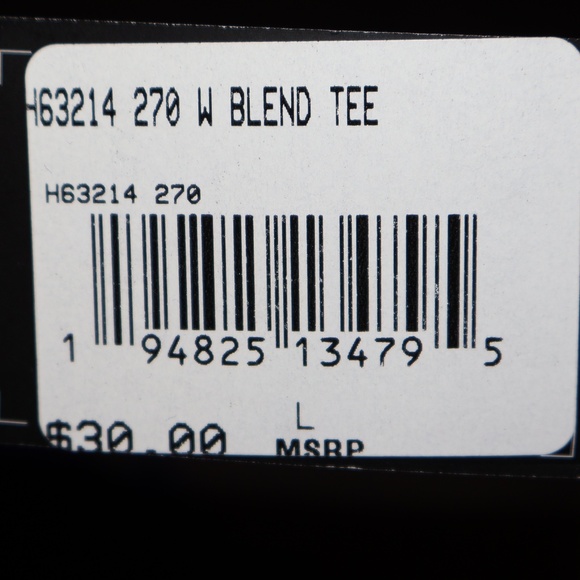 H63214 270 W BLEND TEE
H63214 270
1 94825 13479 5
L
$30.00 MSRP